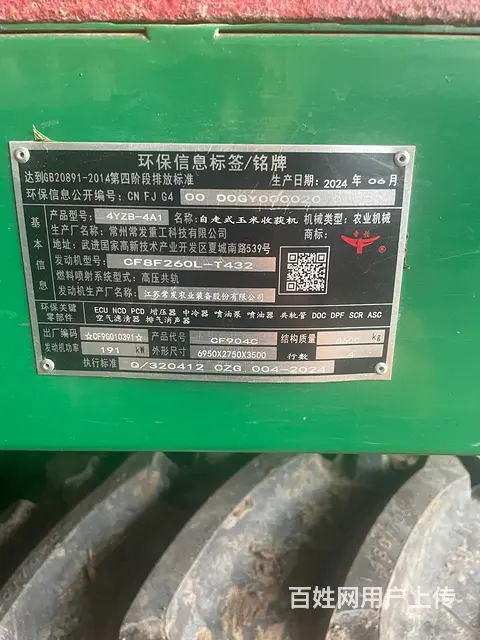 环保信息标签/铭牌
达到GB20891-2014第四阶段排放标准 生产日期:2024 年 06月
环保信息公开编号: CN FJ G4 00 00 00GY000020
基本信息
产品型号: 4YZB-4A1 名称: 自走式玉米收获机 机械类型: 农业机械
生产厂名称: 常州常发重工科技有限公司 商标:
地址: 武进国家高新技术产业开发区夏城南路539号
发动机型号: CF8F260L-T432
燃料喷射系统型式: 高压共轨
发动机生产厂: 江苏常发农业装备股份有限公司
环保关键零部件 ECU NCD PCD 增压器 中冷器 喷油泵 喷油器 共轨管 DOC DPF SCR ASC
空气滤清器 排气消声器
出厂编码 ☆CF9G010391☆ 产品代号 CF904C 结构质量
发动机功率 191 kW 外形尺寸 6950X2750X3500 行数 4
执行标准 Q/320412 CZG 004-2024
百姓网用户上传